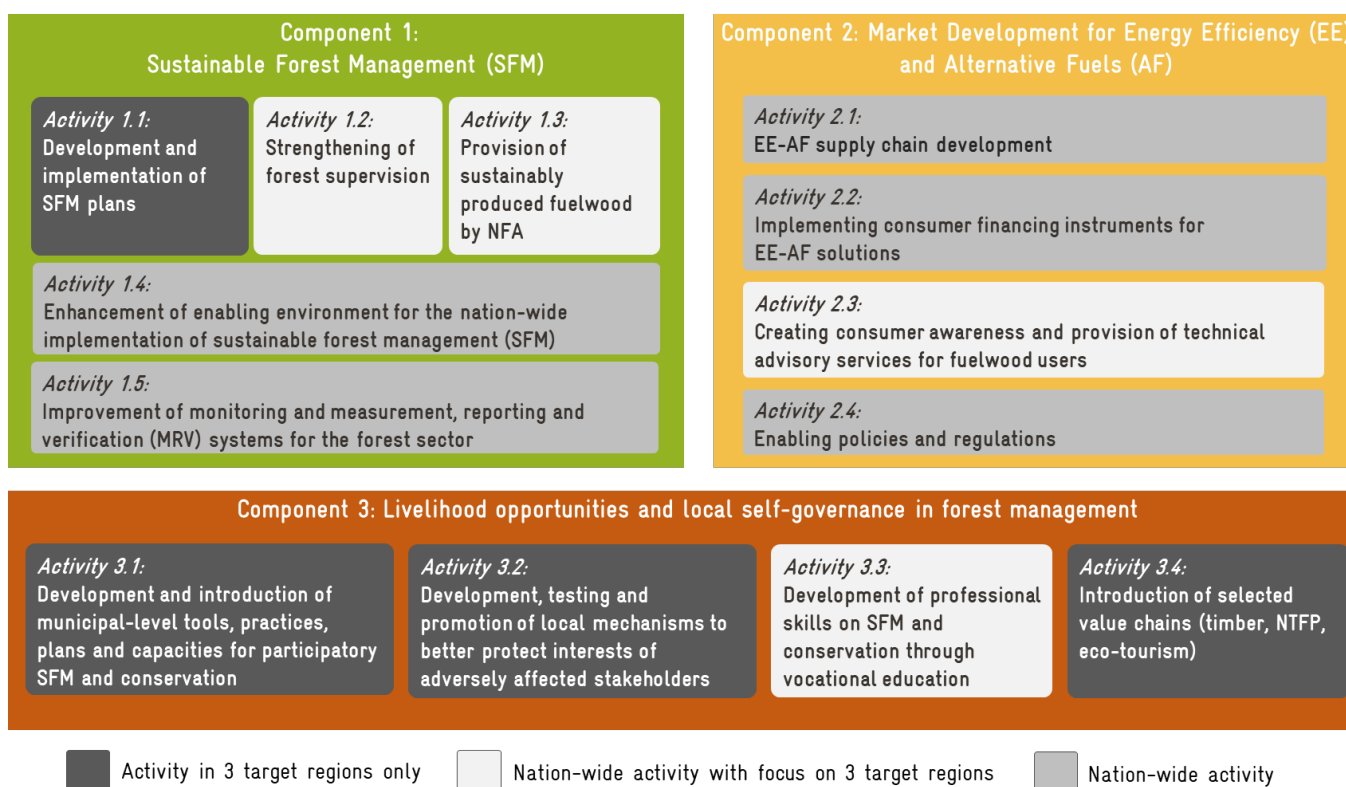 Component 1:
Sustainable Forest Management (SFM)
Activity 1.1:
Development and
implementation of
SFM plans
Activity 1.2:
Strengthening of
forest supervision
Activity 1.3:
Provision of
sustainably
produced fuelwood
by NFA
Activity 1.4:
Enhancement of enabling environment for the nation-wide
implementation of sustainable forest management (SFM)
Activity 1.5:
Improvement of monitoring and measurement, reporting and
verification (MRV) systems for the forest sector
Component 2: Market Development for Energy Efficiency (EE)
and Alternative Fuels (AF)
Activity 2.1:
EE-AF supply chain development
Activity 2.2:
Implementing consumer financing instruments for
EE-AF solutions
Activity 2.3:
Creating consumer awareness and provision of technical
advisory services for fuelwood users
Activity 2.4:
Enabling policies and regulations
Component 3: Livelihood opportunities and local self-governance in forest management
Activity 3.1:
Development and introduction of
municipal-level tools, practices,
plans and capacities for participatory
SFM and conservation
Activity 3.2:
Development, testing and
promotion of local mechanisms to
better protect interests of
adversely affected stakeholders
Activity 3.3:
Development of professional
skills on SFM and
conservation through
vocational education
Activity 3.4:
Introduction of selected
value chains (timber, NTFP,
eco-tourism)
Activity in 3 target regions only
Nation-wide activity with focus on 3 target regions
Nation-wide activity